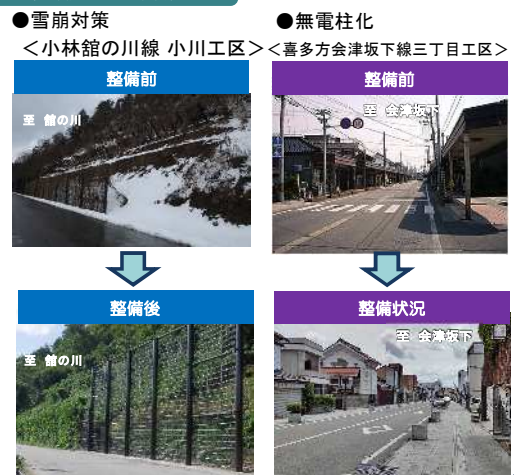 ●雪崩対策
＜小林舘の川線 小川工区＞
整備前
至 舘の川
整備後
至 舘の川
●無電柱化
＜喜多方会津坂下線三丁目工区＞
整備前
至 会津坂下
整備状況
至 会津坂下